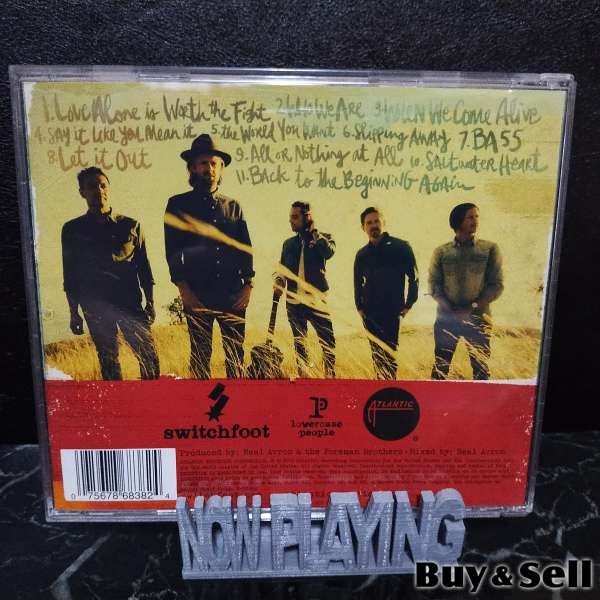 1. Love Alone is Worth the Fight 2. Who We Are 3. When We Come Alive
4. Say it Like You Mean it 5. the World You Want 6. Slipping Away 7. BA55
8. Let it Out 9. All or Nothing at All 10. Saltwater Heart
11. Back to the Beginning Again
switchfoot
lowercase
people
ATLANTIC
Produced by: Neal Avron & the Foreman Brothers • Mixed by: Neal Avron
0 75678 68382 4
NOW PLAYING
Buy & Sell